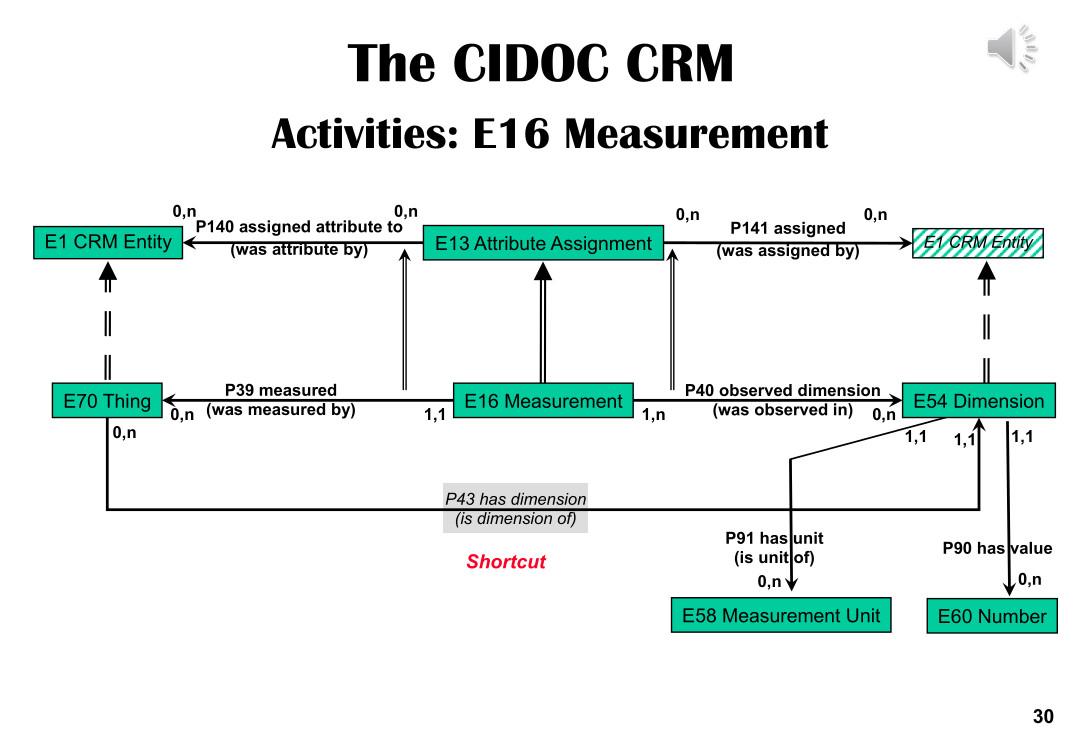 The CIDOC CRM
Activities: E16 Measurement
0,n
P140 assigned attribute to
0,n
0,n
P141 assigned
0,n
E1 CRM Entity
(was attribute by)
E13 Attribute Assignment
(was assigned by)
E1 CRM Entity
E70 Thing
0,n
P39 measured
(was measured by)
1,1
E16 Measurement
1,n
P40 observed dimension
(was observed in)
0,n
E54 Dimension
0,n
1,1
1,1
1,1
P43 has dimension
(is dimension of)
Shortcut
P91 has unit
(is unit of)
0,n
P90 has value
0,n
E58 Measurement Unit
E60 Number
30